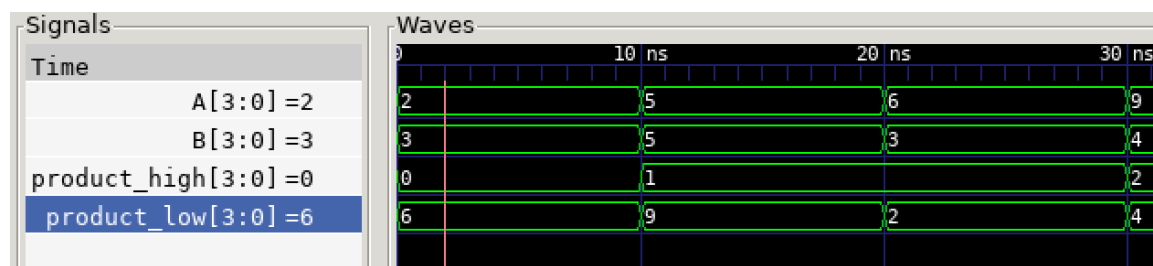 Signals
Waves
Time
0 10 ns 20 ns 30 ns
A[3:0] =2 2 5 6 9
B[3:0] =3 3 5 3 4
product_high[3:0] =0 0 1 2
product_low[3:0] =6 6 9 2 4